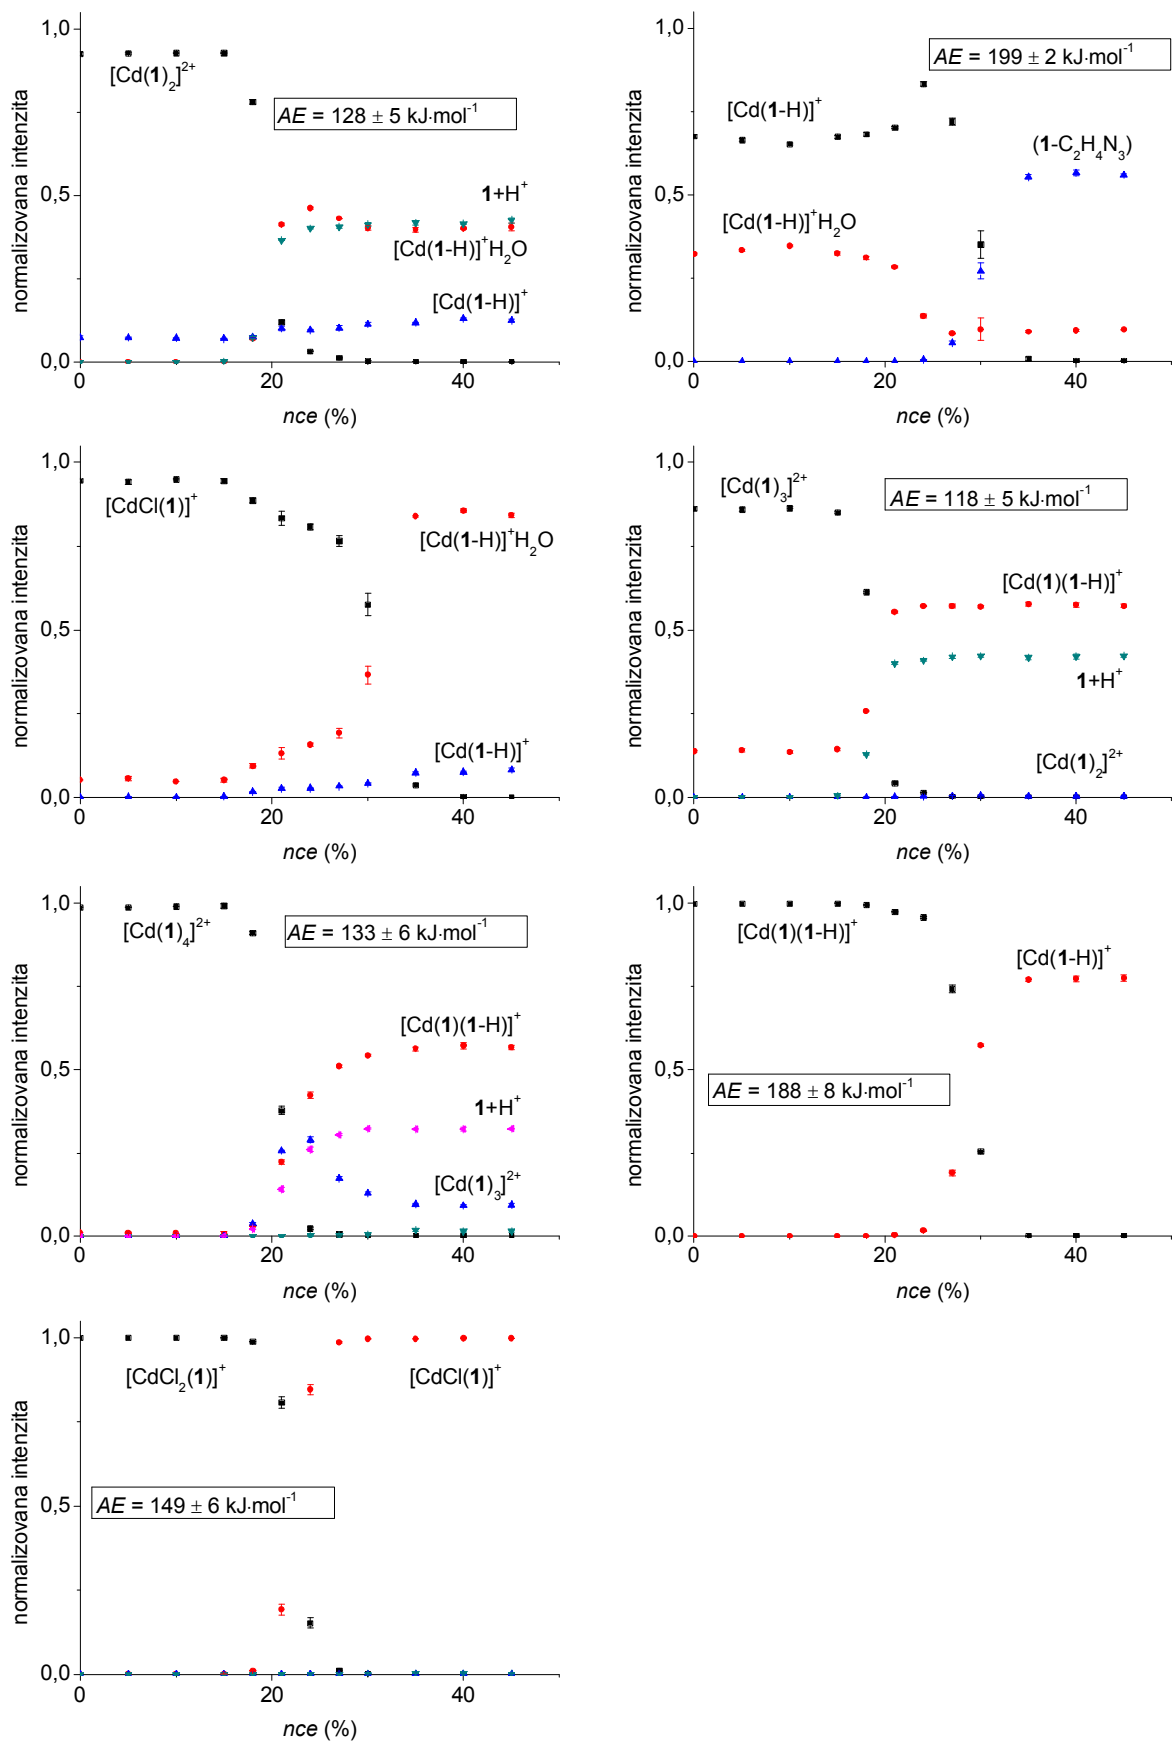 1,0
[Cd(1)₂]²⁺
AE = 128 ± 5 kJ·mol⁻¹
0,5
1+H⁺
[Cd(1-H)]⁺H₂O
[Cd(1-H)]⁺
0,0
0 20 40
nce (%)
normalizovana intenzita
1,0
AE = 199 ± 2 kJ·mol⁻¹
[Cd(1-H)]⁺
(1-C₂H₄N₃)
0,5
[Cd(1-H)]⁺H₂O
0,0
0 20 40
nce (%)
normalizovana intenzita
1,0
[CdCl(1)]⁺
[Cd(1-H)]⁺H₂O
0,5
[Cd(1-H)]⁺
0,0
0 20 40
nce (%)
normalizovana intenzita
1,0
[Cd(1)₃]²⁺
AE = 118 ± 5 kJ·mol⁻¹
[Cd(1)(1-H)]⁺
0,5
1+H⁺
[Cd(1)₂]²⁺
0,0
0 20 40
nce (%)
normalizovana intenzita
1,0
[Cd(1)₄]²⁺
AE = 133 ± 6 kJ·mol⁻¹
[Cd(1)(1-H)]⁺
0,5
1+H⁺
[Cd(1)₃]²⁺
0,0
0 20 40
nce (%)
normalizovana intenzita
1,0
[Cd(1)(1-H)]⁺
[Cd(1-H)]⁺
0,5
AE = 188 ± 8 kJ·mol⁻¹
0,0
0 20 40
nce (%)
normalizovana intenzita
1,0
[CdCl₂(1)]⁺
[CdCl(1)]⁺
0,5
AE = 149 ± 6 kJ·mol⁻¹
0,0
0 20 40
nce (%)
normalizovana intenzita